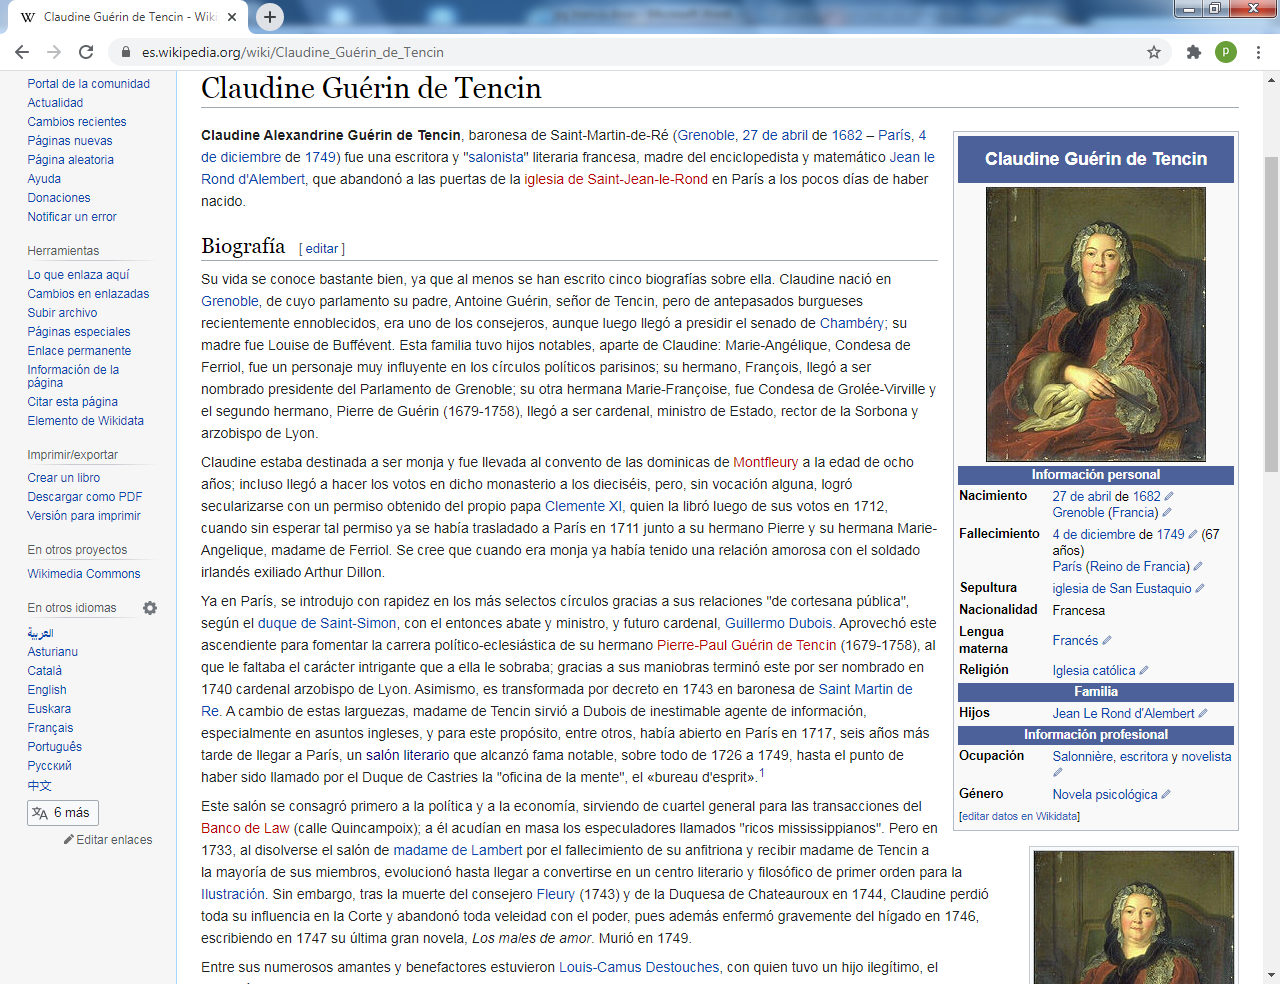 Claudine Guérin de Tencin - Wiki
es.wikipedia.org/wiki/Claudine_Guérin_de_Tencin
p
Portal de la comunidad
Actualidad
Cambios recientes
Páginas nuevas
Página aleatoria
Ayuda
Donaciones
Notificar un error
Herramientas
Lo que enlaza aquí
Cambios en enlazadas
Subir archivo
Páginas especiales
Enlace permanente
Información de la
página
Citar esta página
Elemento de Wikidata
Imprimir/exportar
Crear un libro
Descargar como PDF
Versión para imprimir
En otros proyectos
Wikimedia Commons
En otros idiomas
العربية
Asturianu
Català
English
Euskara
Français
Português
Русский
中文
6 más
Editar enlaces
Claudine Guérin de Tencin
Claudine Alexandrine Guérin de Tencin, baronesa de Saint-Martin-de-Ré (Grenoble, 27 de abril de 1682 – París, 4
de diciembre de 1749) fue una escritora y "salonista" literaria francesa, madre del enciclopedista y matemático Jean le
Rond d'Alembert, que abandonó a las puertas de la iglesia de Saint-Jean-le-Rond en París a los pocos días de haber
nacido.
Biografía [ editar ]
Su vida se conoce bastante bien, ya que al menos se han escrito cinco biografías sobre ella. Claudine nació en
Grenoble, de cuyo parlamento su padre, Antoine Guérin, señor de Tencin, pero de antepasados burgueses
recientemente ennoblecidos, era uno de los consejeros, aunque luego llegó a presidir el senado de Chambéry; su
madre fue Louise de Buffévent. Esta familia tuvo hijos notables, aparte de Claudine: Marie-Angélique, Condesa de
Ferriol, fue un personaje muy influyente en los círculos políticos parisinos; su hermano, François, llegó a ser
nombrado presidente del Parlamento de Grenoble; su otra hermana Marie-Françoise, fue Condesa de Grolée-Virville y
el segundo hermano, Pierre de Guérin (1679-1758), llegó a ser cardenal, ministro de Estado, rector de la Sorbona y
arzobispo de Lyon.
Claudine estaba destinada a ser monja y fue llevada al convento de las dominicas de Montfleury a la edad de ocho
años; incluso llegó a hacer los votos en dicho monasterio a los dieciséis, pero, sin vocación alguna, logró
secularizarse con un permiso obtenido del propio papa Clemente XI, quien la libró luego de sus votos en 1712,
cuando sin esperar tal permiso ya se había trasladado a París en 1711 junto a su hermano Pierre y su hermana Marie-
Angelique, madame de Ferriol. Se cree que cuando era monja ya había tenido una relación amorosa con el soldado
irlandés exiliado Arthur Dillon.
Ya en París, se introdujo con rapidez en los más selectos círculos gracias a sus relaciones "de cortesana pública",
según el duque de Saint-Simon, con el entonces abate y ministro, y futuro cardenal, Guillermo Dubois. Aprovechó este
ascendiente para fomentar la carrera político-eclesiástica de su hermano Pierre-Paul Guérin de Tencin (1679-1758), al
que le faltaba el carácter intrigante que a ella le sobraba; gracias a sus maniobras terminó este por ser nombrado en
1740 cardenal arzobispo de Lyon. Asimismo, es transformada por decreto en 1743 en baronesa de Saint Martin de
Re. A cambio de estas larguezas, madame de Tencin sirvió a Dubois de inestimable agente de información,
especialmente en asuntos ingleses, y para este propósito, entre otros, había abierto en París en 1717, seis años más
tarde de llegar a París, un salón literario que alcanzó fama notable, sobre todo de 1726 a 1749, hasta el punto de
haber sido llamado por el Duque de Castries la "oficina de la mente", el «bureau d'esprit».1
Este salón se consagró primero a la política y a la economía, sirviendo de cuartel general para las transacciones del
Banco de Law (calle Quincampoix); a él acudían en masa los especuladores llamados "ricos mississippianos". Pero en
1733, al disolverse el salón de madame de Lambert por el fallecimiento de su anfitriona y recibir madame de Tencin a
la mayoría de sus miembros, evolucionó hasta llegar a convertirse en un centro literario y filosófico de primer orden para la
Ilustración. Sin embargo, tras la muerte del consejero Fleury (1743) y de la Duquesa de Chateauroux en 1744, Claudine perdió
toda su influencia en la Corte y abandonó toda veleidad con el poder, pues además enfermó gravemente del hígado en 1746,
escribiendo en 1747 su última gran novela, Los males de amor. Murió en 1749.
Entre sus numerosos amantes y benefactores estuvieron Louis-Camus Destouches, con quien tuvo un hijo ilegítimo, el
Claudine Guérin de Tencin
Información personal
Nacimiento 27 de abril de 1682
Grenoble (Francia)
Fallecimiento 4 de diciembre de 1749 (67
años)
París (Reino de Francia)
Sepultura iglesia de San Eustaquio
Nacionalidad Francesa
Lengua
materna Francés
Religión Iglesia católica
Familia
Hijos Jean Le Rond d'Alembert
Información profesional
Ocupación Salonnière, escritora y novelista
Género Novela psicológica
[editar datos en Wikidata]